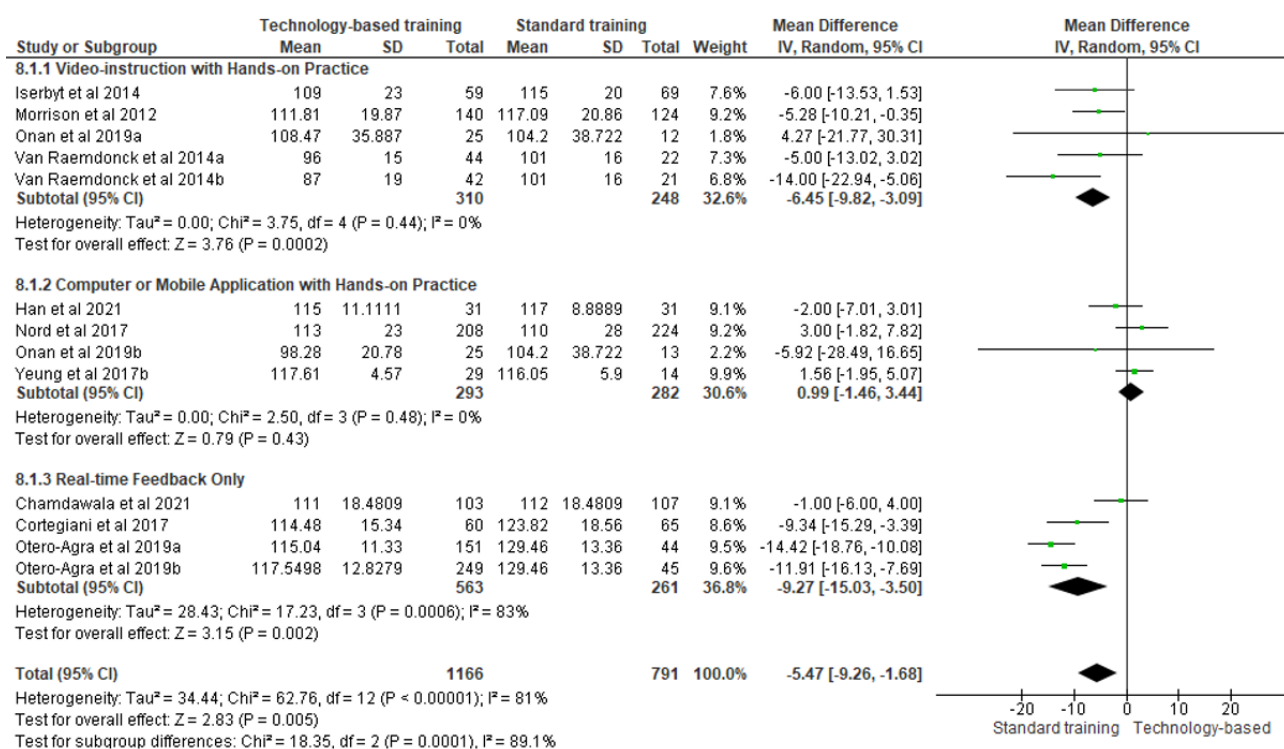 Technology-based training Standard training Mean Difference Mean Difference
Study or Subgroup Mean SD Total Mean SD Total Weight IV, Random, 95% CI IV, Random, 95% CI
8.1.1 Video-instruction with Hands-on Practice
Iserbyt et al 2014 109 23 59 115 20 69 7.6% -6.00 [-13.53, 1.53]
Morrison et al 2012 111.81 19.87 140 117.09 20.86 124 9.2% -5.28 [-10.21, -0.35]
Onan et al 2019a 108.47 35.887 25 104.2 38.722 12 1.8% 4.27 [-21.77, 30.31]
Van Raemdonck et al 2014a 96 15 44 101 16 22 7.3% -5.00 [-13.02, 3.02]
Van Raemdonck et al 2014b 87 19 42 101 16 21 6.8% -14.00 [-22.94, -5.06]
Subtotal (95% CI) 310 248 32.6% -6.45 [-9.82, -3.09]
Heterogeneity: Tau² = 0.00; Chi² = 3.75, df = 4 (P = 0.44); I² = 0%
Test for overall effect: Z = 3.76 (P = 0.0002)
8.1.2 Computer or Mobile Application with Hands-on Practice
Han et al 2021 115 11.1111 31 117 8.8889 31 9.1% -2.00 [-7.01, 3.01]
Nord et al 2017 113 23 208 110 28 224 9.2% 3.00 [-1.82, 7.82]
Onan et al 2019b 98.28 20.78 25 104.2 38.722 13 2.2% -5.92 [-28.49, 16.65]
Yeung et al 2017b 117.61 4.57 29 116.05 5.9 14 9.9% 1.56 [-1.95, 5.07]
Subtotal (95% CI) 293 282 30.6% 0.99 [-1.46, 3.44]
Heterogeneity: Tau² = 0.00; Chi² = 2.50, df = 3 (P = 0.48); I² = 0%
Test for overall effect: Z = 0.79 (P = 0.43)
8.1.3 Real-time Feedback Only
Chamdawala et al 2021 111 18.4809 103 112 18.4809 107 9.1% -1.00 [-6.00, 4.00]
Cortegiani et al 2017 114.48 15.34 60 123.82 18.56 65 8.6% -9.34 [-15.29, -3.39]
Otero-Agra et al 2019a 115.04 11.33 151 129.46 13.36 44 9.5% -14.42 [-18.76, -10.08]
Otero-Agra et al 2019b 117.5498 12.8279 249 129.46 13.36 45 9.6% -11.91 [-16.13, -7.69]
Subtotal (95% CI) 563 261 36.8% -9.27 [-15.03, -3.50]
Heterogeneity: Tau² = 28.43; Chi² = 17.23, df = 3 (P = 0.0006); I² = 83%
Test for overall effect: Z = 3.15 (P = 0.002)
Total (95% CI) 1166 791 100.0% -5.47 [-9.26, -1.68]
Heterogeneity: Tau² = 34.44; Chi² = 62.76, df = 12 (P < 0.00001); I² = 81%
Test for overall effect: Z = 2.83 (P = 0.005)
Test for subgroup differences: Chi² = 18.35, df = 2 (P = 0.0001), I² = 89.1%
-20 -10 0 10 20
Standard training Technology-based